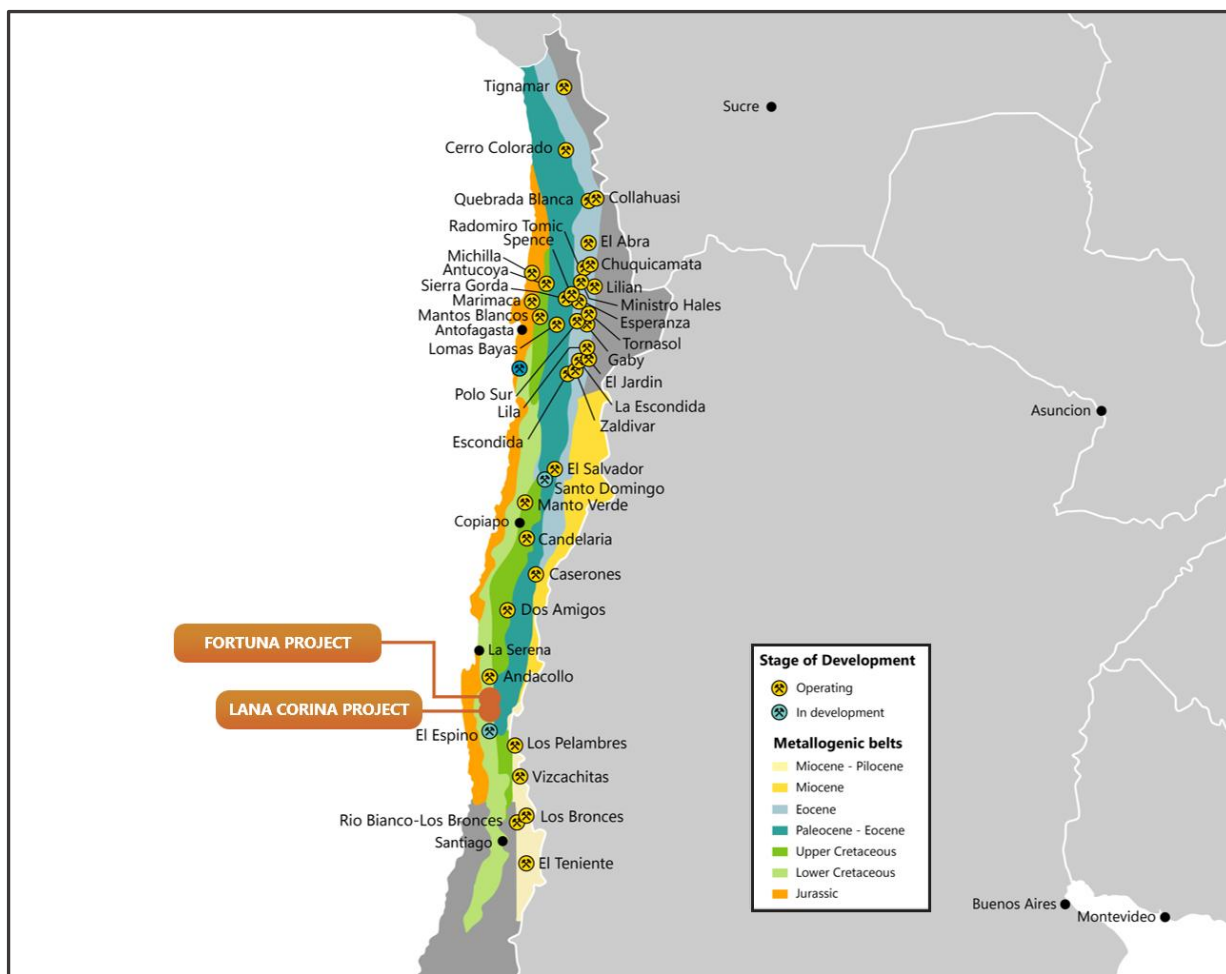 Tignamar
Sucre
Cerro Colorado
Quebrada Blanca
Collahuasi
Radomiro Tomic
Spence
El Abra
Michilla
Chuquicamata
Antucoya
Sierra Gorda
Lilian
Marimaca
Ministro Hales
Mantos Blancos
Esperanza
Antofagasta
Tornasol
Lomas Bayas
Gaby
El Jardin
Polo Sur
Lila
La Escondida
Asuncion
Zaldivar
Escondida
El Salvador
Santo Domingo
Manto Verde
Copiapo
Candelaria
Caserones
Dos Amigos
FORTUNA PROJECT
La Serena
Andacollo
LANA CORINA PROJECT
El Espino
Los Pelambres
Vizcachitas
Rio Bianco-Los Bronces
Los Bronces
Santiago
El Teniente
Stage of Development
Operating
In development
Metallogenic belts
Miocene - Pilocene
Miocene
Eocene
Paleocene - Eocene
Upper Cretaceous
Lower Cretaceous
Jurassic
Buenos Aires
Montevideo